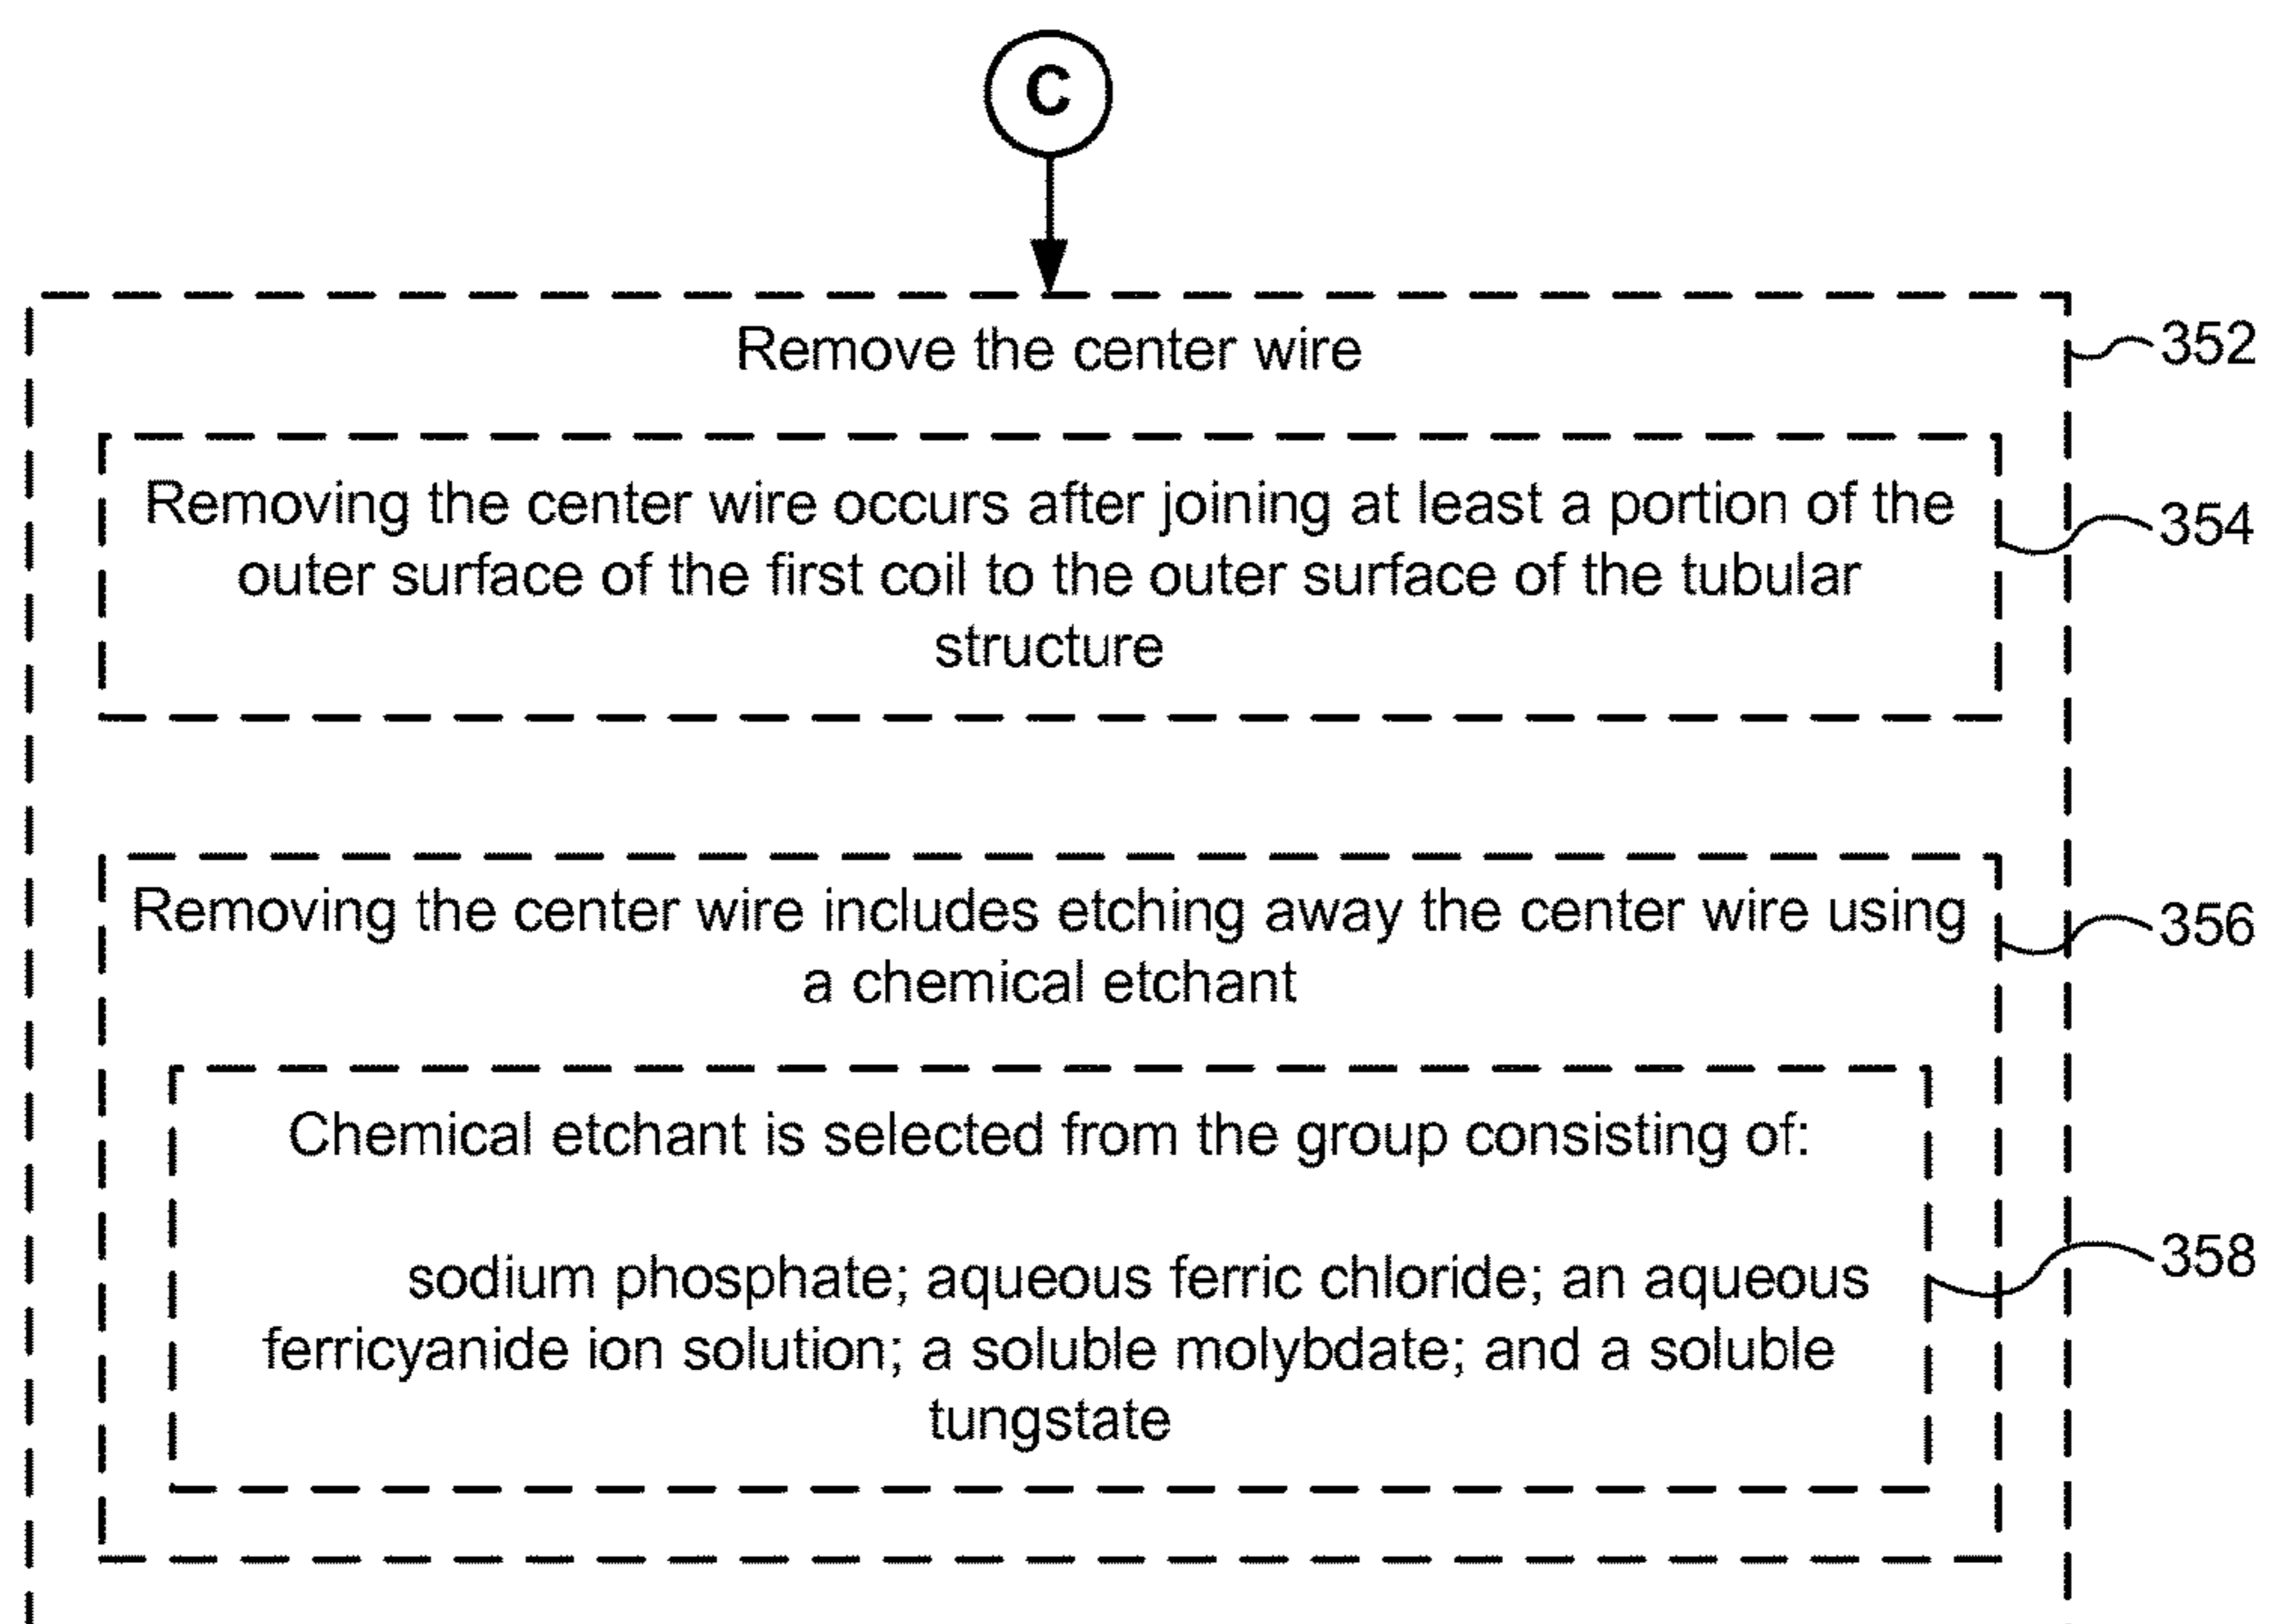 C
Remove the center wire
352
Removing the center wire occurs after joining at least a portion of the
outer surface of the first coil to the outer surface of the tubular
structure
354
Removing the center wire includes etching away the center wire using
a chemical etchant
356
Chemical etchant is selected from the group consisting of:
sodium phosphate; aqueous ferric chloride; an aqueous
ferricyanide ion solution; a soluble molybdate; and a soluble
tungstate
358